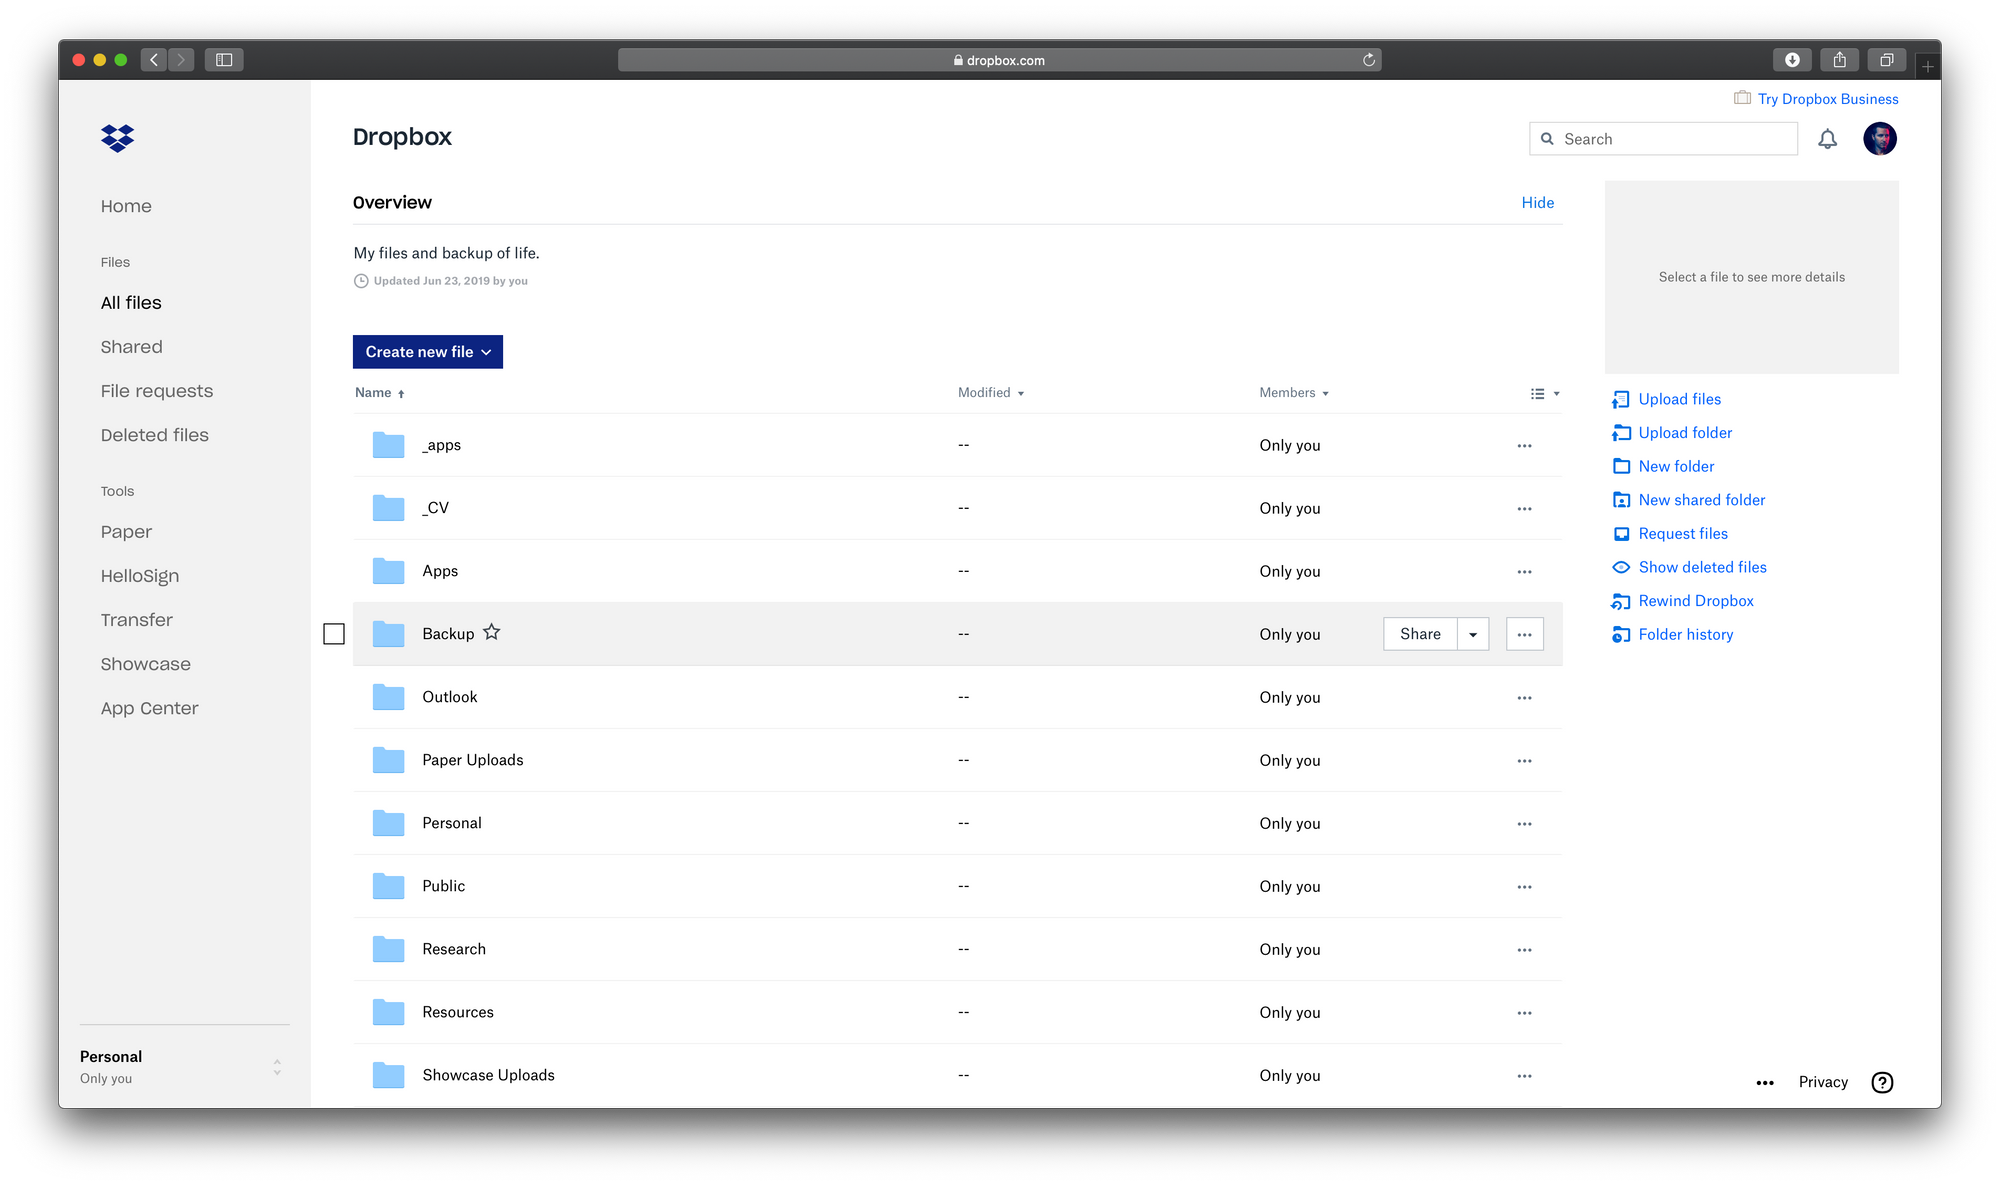 dropbox.com
Try Dropbox Business
Dropbox
Search
Home
Files
All files
Shared
File requests
Deleted files
Tools
Paper
HelloSign
Transfer
Showcase
App Center
Personal
Only you
Overview
Hide
My files and backup of life.
Updated Jun 23, 2019 by you
Create new file
Name Modified Members
_apps -- Only you
_CV -- Only you
Apps -- Only you
Backup -- Only you Share
Outlook -- Only you
Paper Uploads -- Only you
Personal -- Only you
Public -- Only you
Research -- Only you
Resources -- Only you
Showcase Uploads -- Only you
Select a file to see more details
Upload files
Upload folder
New folder
New shared folder
Request files
Show deleted files
Rewind Dropbox
Folder history
Privacy